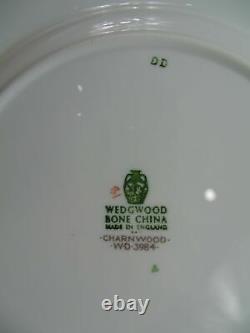 DD
WEDGWOOD
BONE CHINA
MADE IN ENGLAND
-CHARNWOOD-
·WD·3984·